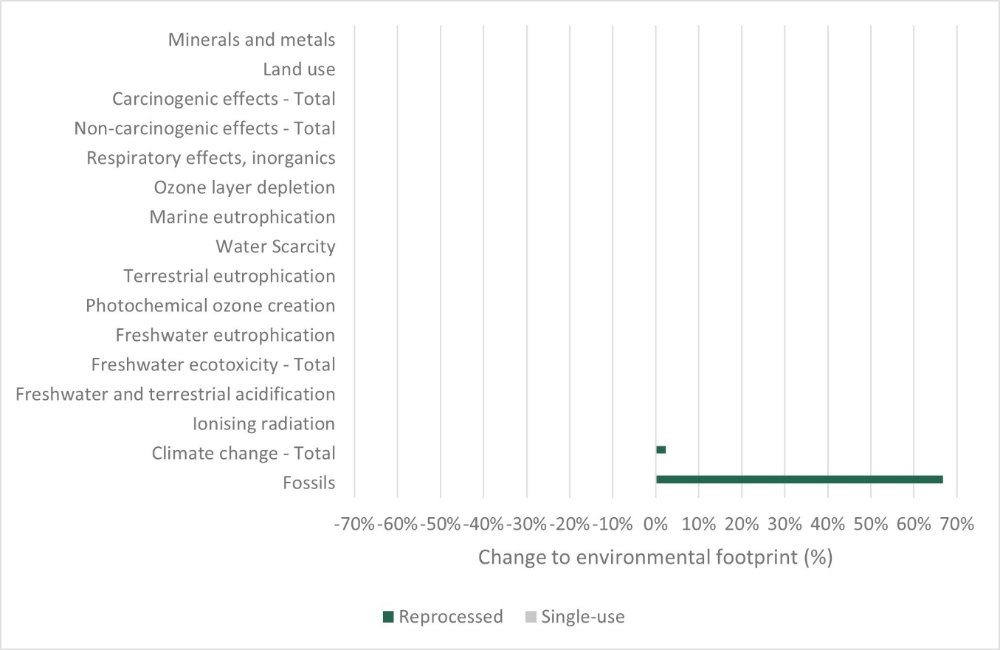 Minerals and metals
Land use
Carcinogenic effects - Total
Non-carcinogenic effects - Total
Respiratory effects, inorganics
Ozone layer depletion
Marine eutrophication
Water Scarcity
Terrestrial eutrophication
Photochemical ozone creation
Freshwater eutrophication
Freshwater ecotoxicity - Total
Freshwater and terrestrial acidification
Ionising radiation
Climate change - Total
Fossils
-70% -60% -50% -40% -30% -20% -10% 0% 10% 20% 30% 40% 50% 60% 70%
Change to environmental footprint (%)
Reprocessed Single-use